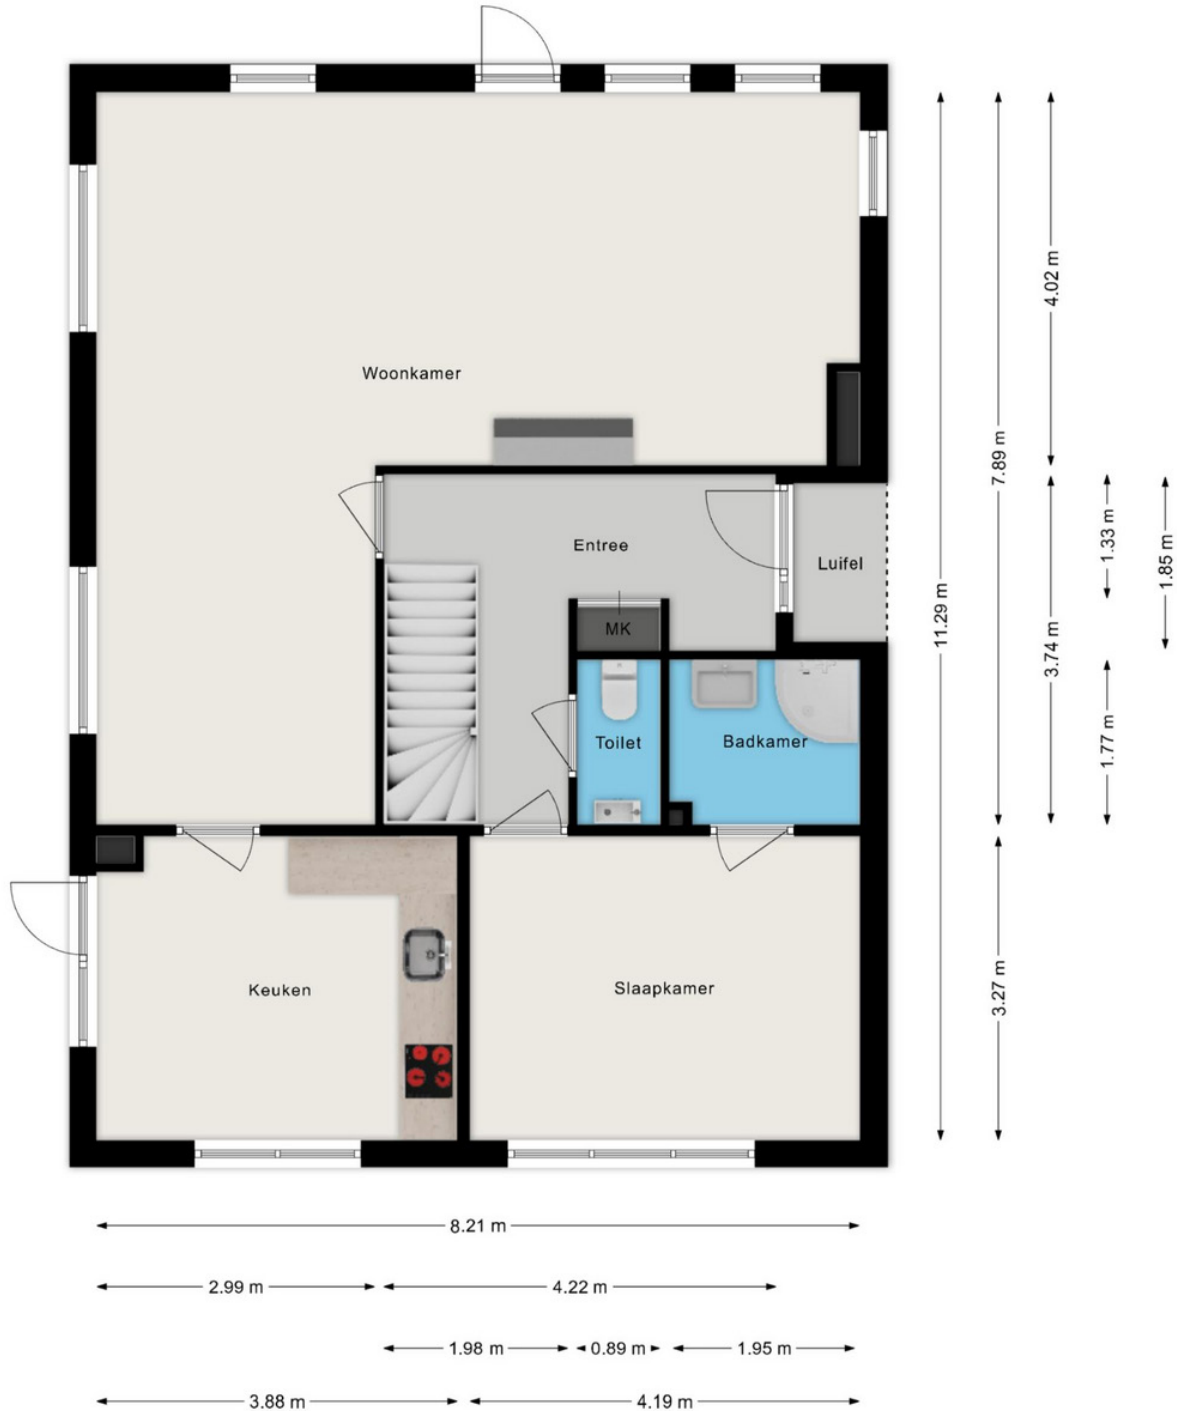 Woonkamer
4.02 m
7.89 m
Entree
Luifel
1.33 m
1.85 m
11.29 m
MK
3.74 m
Toilet
Badkamer
1.77 m
Keuken
Slaapkamer
3.27 m
8.21 m
2.99 m
4.22 m
1.98 m
0.89 m
1.95 m
3.88 m
4.19 m